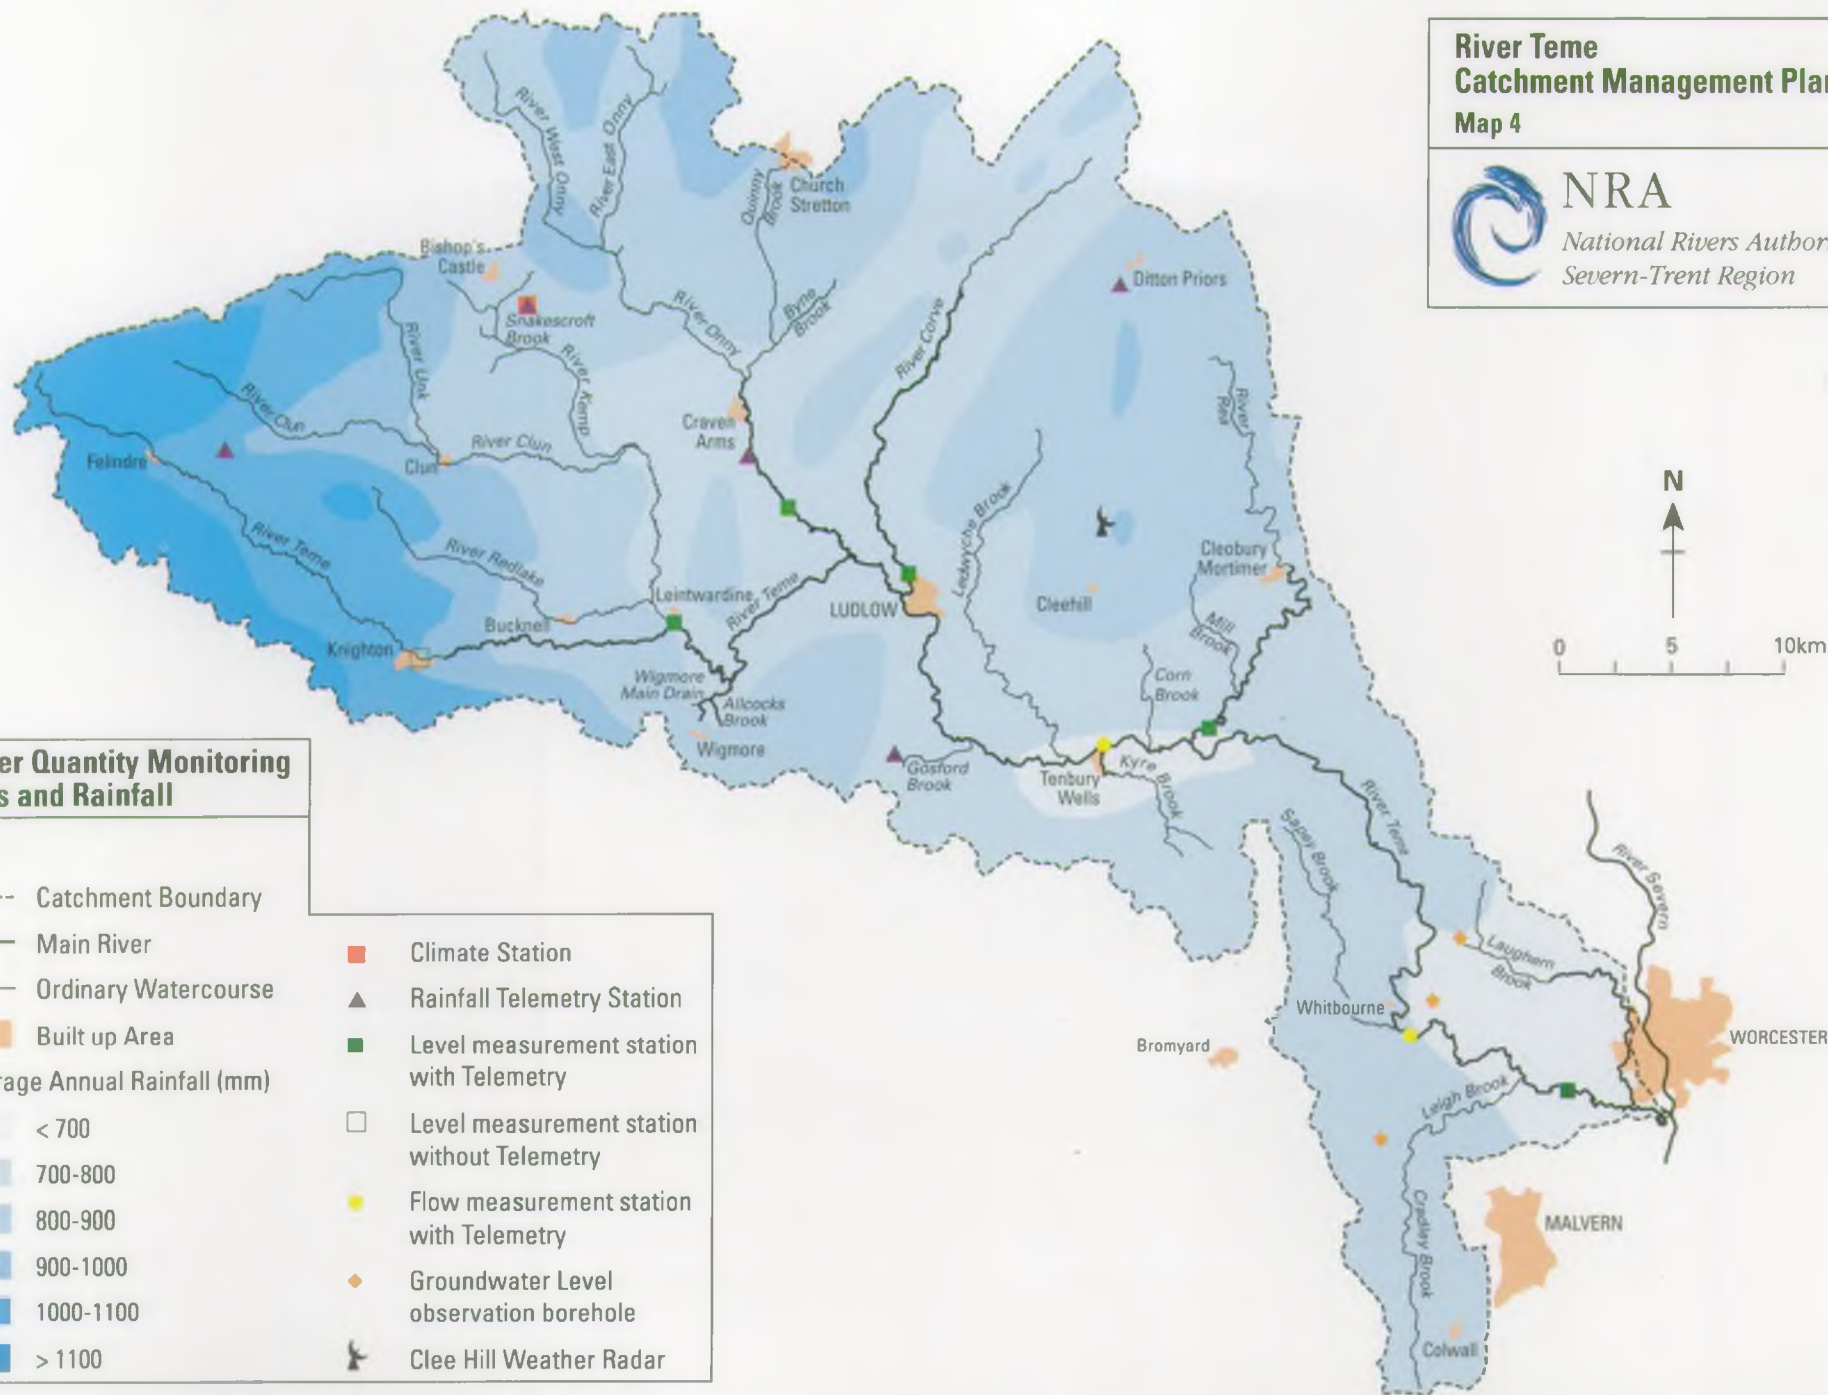 River Teme
Catchment Management Plan
Map 4
NRA
National Rivers Author
Severn-Trent Region
N
0 5 10km
River West Onny
River East Onny
Quinny
Brook
Church
Stretton
Bishop's
Castle
Snakescroft
Brook
River Unk
River Kemp
River Onny
Byne
Brook
River Corve
Ditton Priors
River
Rea
River Clun
River Clun
Clun
Craven
Arms
Felindre
River Teme
River Redlake
Bucknell
Leintwardine
River Teme
LUDLOW
Ledwyche Brook
Cleehill
Cleobury
Mortimer
Mill
Brook
Corn
Brook
Knighton
Wigmore
Main Drain
Allcocks
Brook
Wigmore
Gosford
Brook
Tenbury
Wells
Kyre Brook
River Teme
Sapey Brook
River Severn
Laughern
Brook
Whitbourne
Bromyard
WORCESTER
Leigh Brook
Cradley Brook
MALVERN
Colwall
er Quantity Monitoring
s and Rainfall
Catchment Boundary
Main River
Ordinary Watercourse
Built up Area
rage Annual Rainfall (mm)
< 700
700-800
800-900
900-1000
1000-1100
> 1100
Climate Station
Rainfall Telemetry Station
Level measurement station
with Telemetry
Level measurement station
without Telemetry
Flow measurement station
with Telemetry
Groundwater Level
observation borehole
Clee Hill Weather Radar